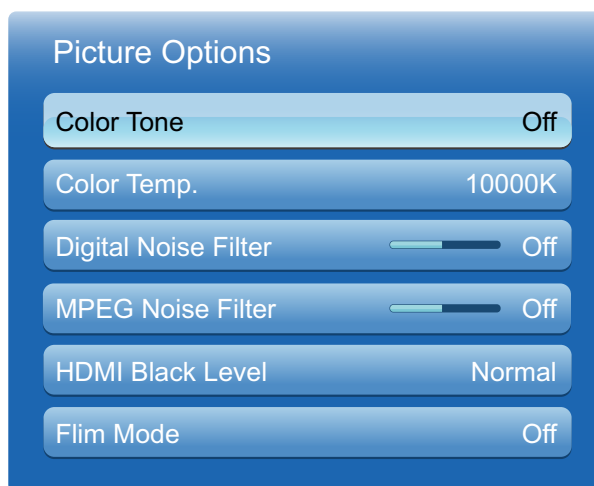 Picture Options
Color Tone Off
Color Temp. 10000K
Digital Noise Filter Off
MPEG Noise Filter Off
HDMI Black Level Normal
Flim Mode Off